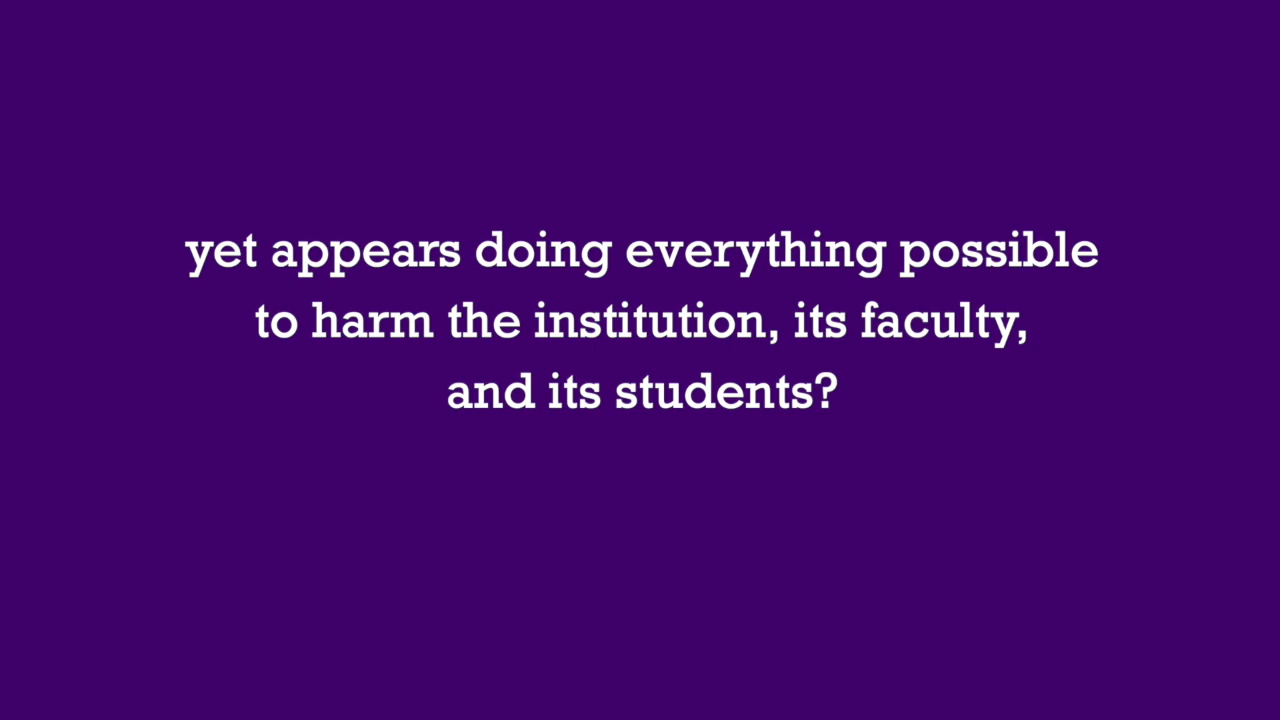 yet appears doing everything possible
to harm the institution, its faculty,
and its students?